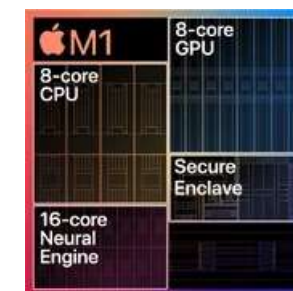 M1
8-core
GPU
8-core
CPU
Secure
Enclave
16-core
Neural
Engine